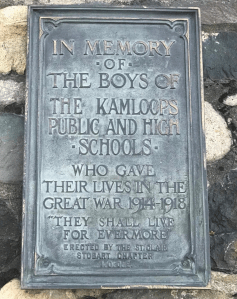 IN MEMORY
· OF ·
THE BOYS OF
THE KAMLOOPS
PUBLIC AND HIGH
· SCHOOLS ·
WHO GAVE
THEIR LIVES IN THE
GREAT WAR 1914-1918
"THEY SHALL LIVE
FOR EVERMORE"
ERECTED BY THE ST. CLAIR
STOBART CHAPTER
I.O.D.E.